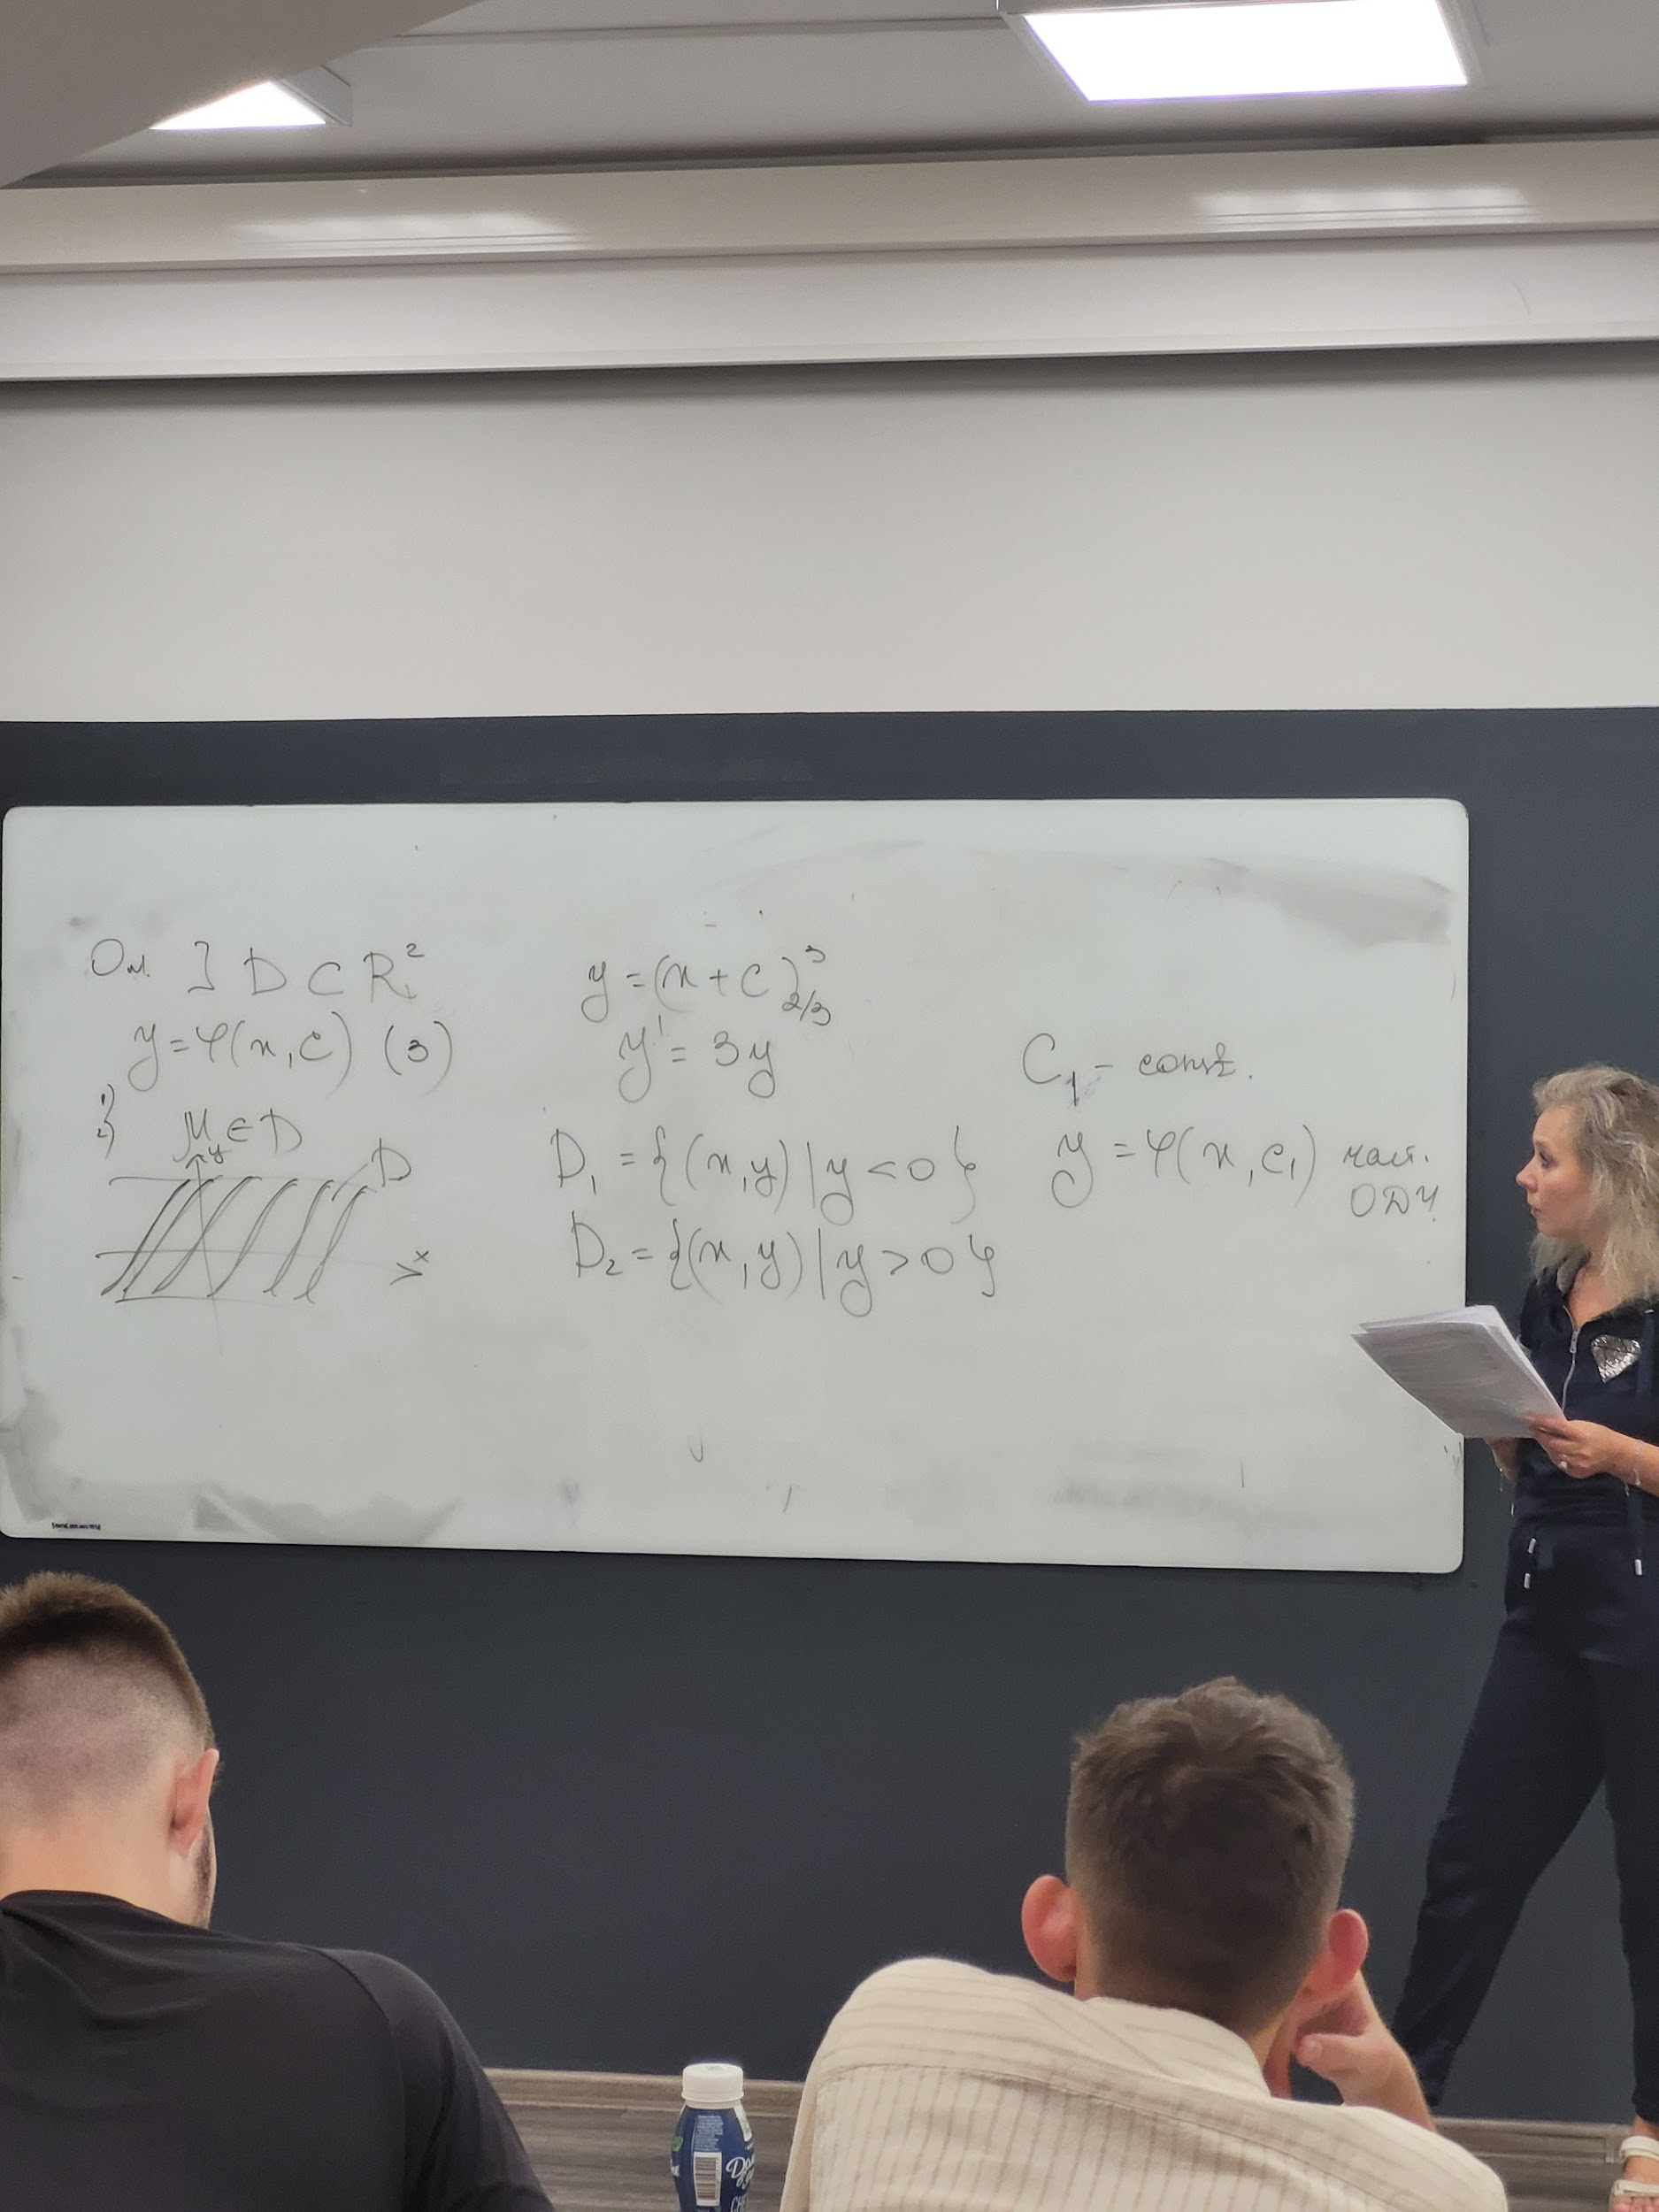 Оп. ] D ⊂ R²
y = φ(x, C) (3)
1)
2) M ∈ D
y
D
x
y = (x + C)³
y' = 3y^2/3
D₁ = {(x, y) | y < 0}
D₂ = {(x, y) | y > 0}
C₁ - const.
y = φ(x, C₁) част.
ОДУ.